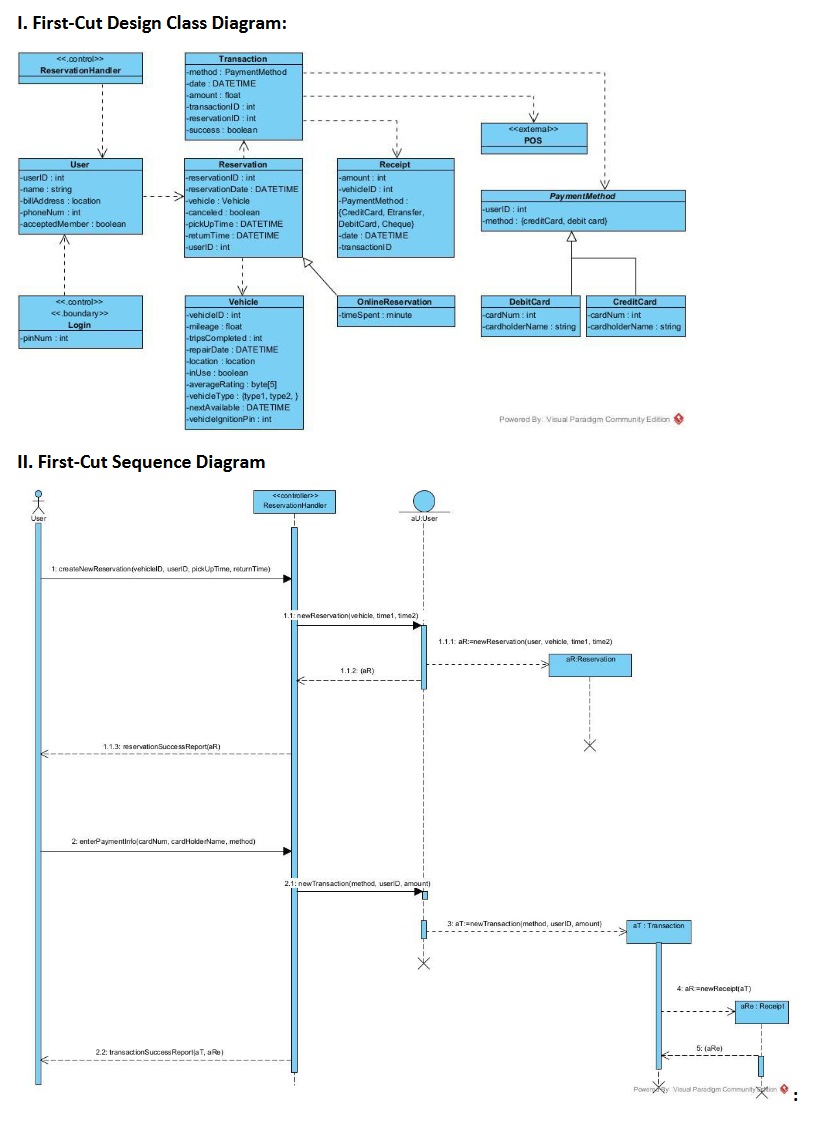 I. First-Cut Design Class Diagram:
<<.control>>
ReservationHandler
Transaction
-method : PaymentMethod
-date : DATETIME
-amount : float
-transactionID : int
-reservationID : int
-success : boolean
<<external>>
POS
User
-userID : int
-name : string
-billAddress : location
-phoneNum : int
-acceptedMember : boolean
Reservation
-reservationID : int
-reservationDate : DATETIME
-vehicle : Vehicle
-canceled : boolean
-pickUpTime : DATETIME
-returnTime : DATETIME
-userID : int
Receipt
-amount : int
-vehicleID : int
-PaymentMethod :
{CreditCard, Etransfer,
DebitCard, Cheque}
-date : DATETIME
-transactionID
PaymentMethod
-userID : int
-method : {creditCard, debit card}
<<.control>>
<<.boundary>>
Login
-pinNum : int
Vehicle
-vehicleID : int
-mileage : float
-tripsCompleted : int
-repairDate : DATETIME
-location : location
-inUse : boolean
-averageRating : byte[5]
-vehicleType : {type1, type2, }
-nextAvailable : DATETIME
-vehicleIgnitionPin : int
OnlineReservation
-timeSpent : minute
DebitCard
-cardNum : int
-cardholderName : string
CreditCard
-cardNum : int
-cardholderName : string
Powered By: Visual Paradigm Community Edition
II. First-Cut Sequence Diagram
User
<<controller>>
ReservationHandler
aU:User
1: createNewReservation(vehicleID, userID, pickUpTime, returnTime)
1.1: newReservation(vehicle, time1, time2)
1.1.1: aR:=newReservation(user, vehicle, time1, time2)
aR:Reservation
1.1.2: (aR)
1.1.3: reservationSuccessReport(aR)
2: enterPaymentInfo(cardNum, cardHolderName, method)
2.1: newTransaction(method, userID, amount)
3: aT:=newTransaction(method, userID, amount)
aT : Transaction
4: aR:=newReceipt(aT)
aRe : Receipt
5: (aRe)
2.2: transactionSuccessReport(aT, aRe)
Powered By: Visual Paradigm Community Edition :